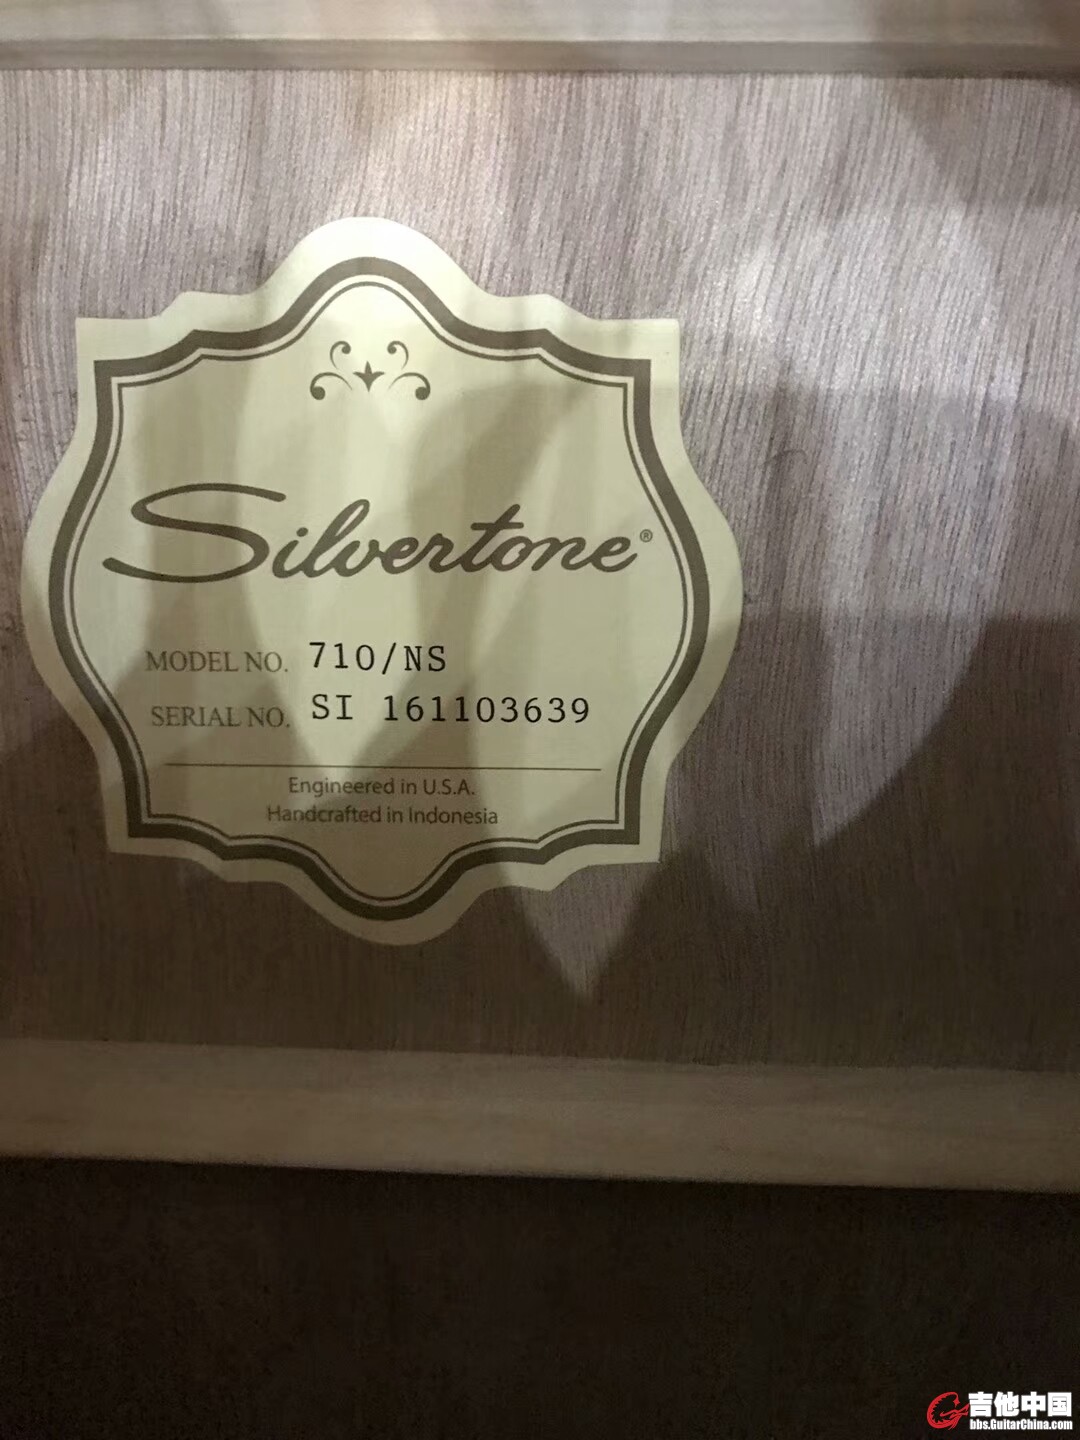 Silvertone®
MODEL NO. 710/NS
SERIAL NO. SI 161103639
Engineered in U.S.A.
Handcrafted in Indonesia
吉他中国
bbs.GuitarChina.com